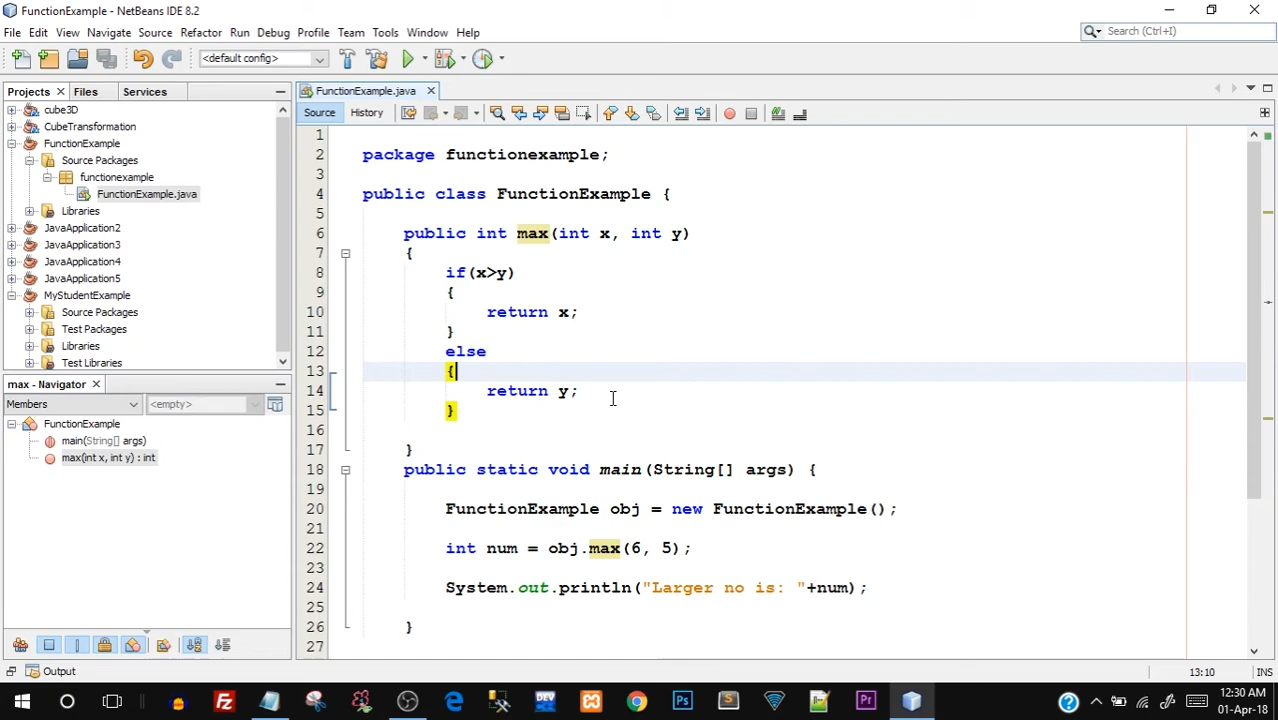 FunctionExample - NetBeans IDE 8.2
File Edit View Navigate Source Refactor Run Debug Profile Team Tools Window Help
Search (Ctrl+I)
<default config>
Projects Files Services
cube3D
CubeTransformation
FunctionExample
Source Packages
functionexample
FunctionExample.java
Libraries
JavaApplication2
JavaApplication3
JavaApplication4
JavaApplication5
MyStudentExample
Source Packages
Test Packages
Libraries
Test Libraries
max - Navigator
Members <empty>
FunctionExample
main(String[] args)
max(int x, int y) : int
FunctionExample.java
Source History
1
2 package functionexample;
3
4 public class FunctionExample {
5
6 public int max(int x, int y)
7 {
8 if(x>y)
9 {
10 return x;
11 }
12 else
13 {
14 return y;
15 }
16
17 }
18 public static void main(String[] args) {
19
20 FunctionExample obj = new FunctionExample();
21
22 int num = obj.max(6, 5);
23
24 System.out.println("Larger no is: "+num);
25
26 }
27
Output
13:10 INS
Fz DEV Ps S Pr
12:30 AM
01-Apr-18